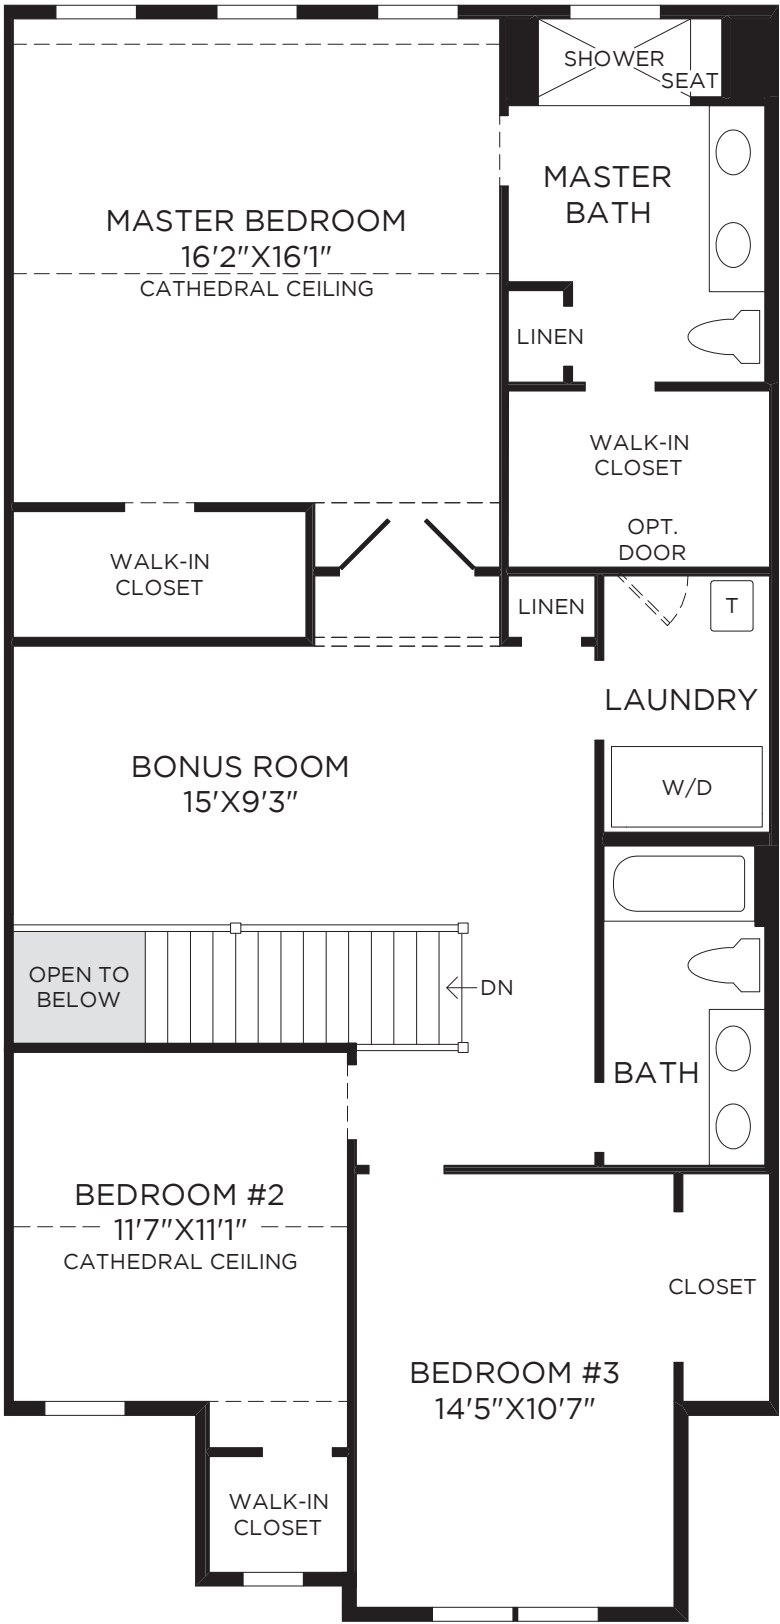 SHOWER
SEAT
MASTER
BATH
MASTER BEDROOM
16'2"X16'1"
CATHEDRAL CEILING
LINEN
WALK-IN
CLOSET
OPT.
DOOR
WALK-IN
CLOSET
LINEN
T
LAUNDRY
BONUS ROOM
15'X9'3"
W/D
OPEN TO
BELOW
DN
BATH
BEDROOM #2
11'7"X11'1"
CATHEDRAL CEILING
CLOSET
BEDROOM #3
14'5"X10'7"
WALK-IN
CLOSET